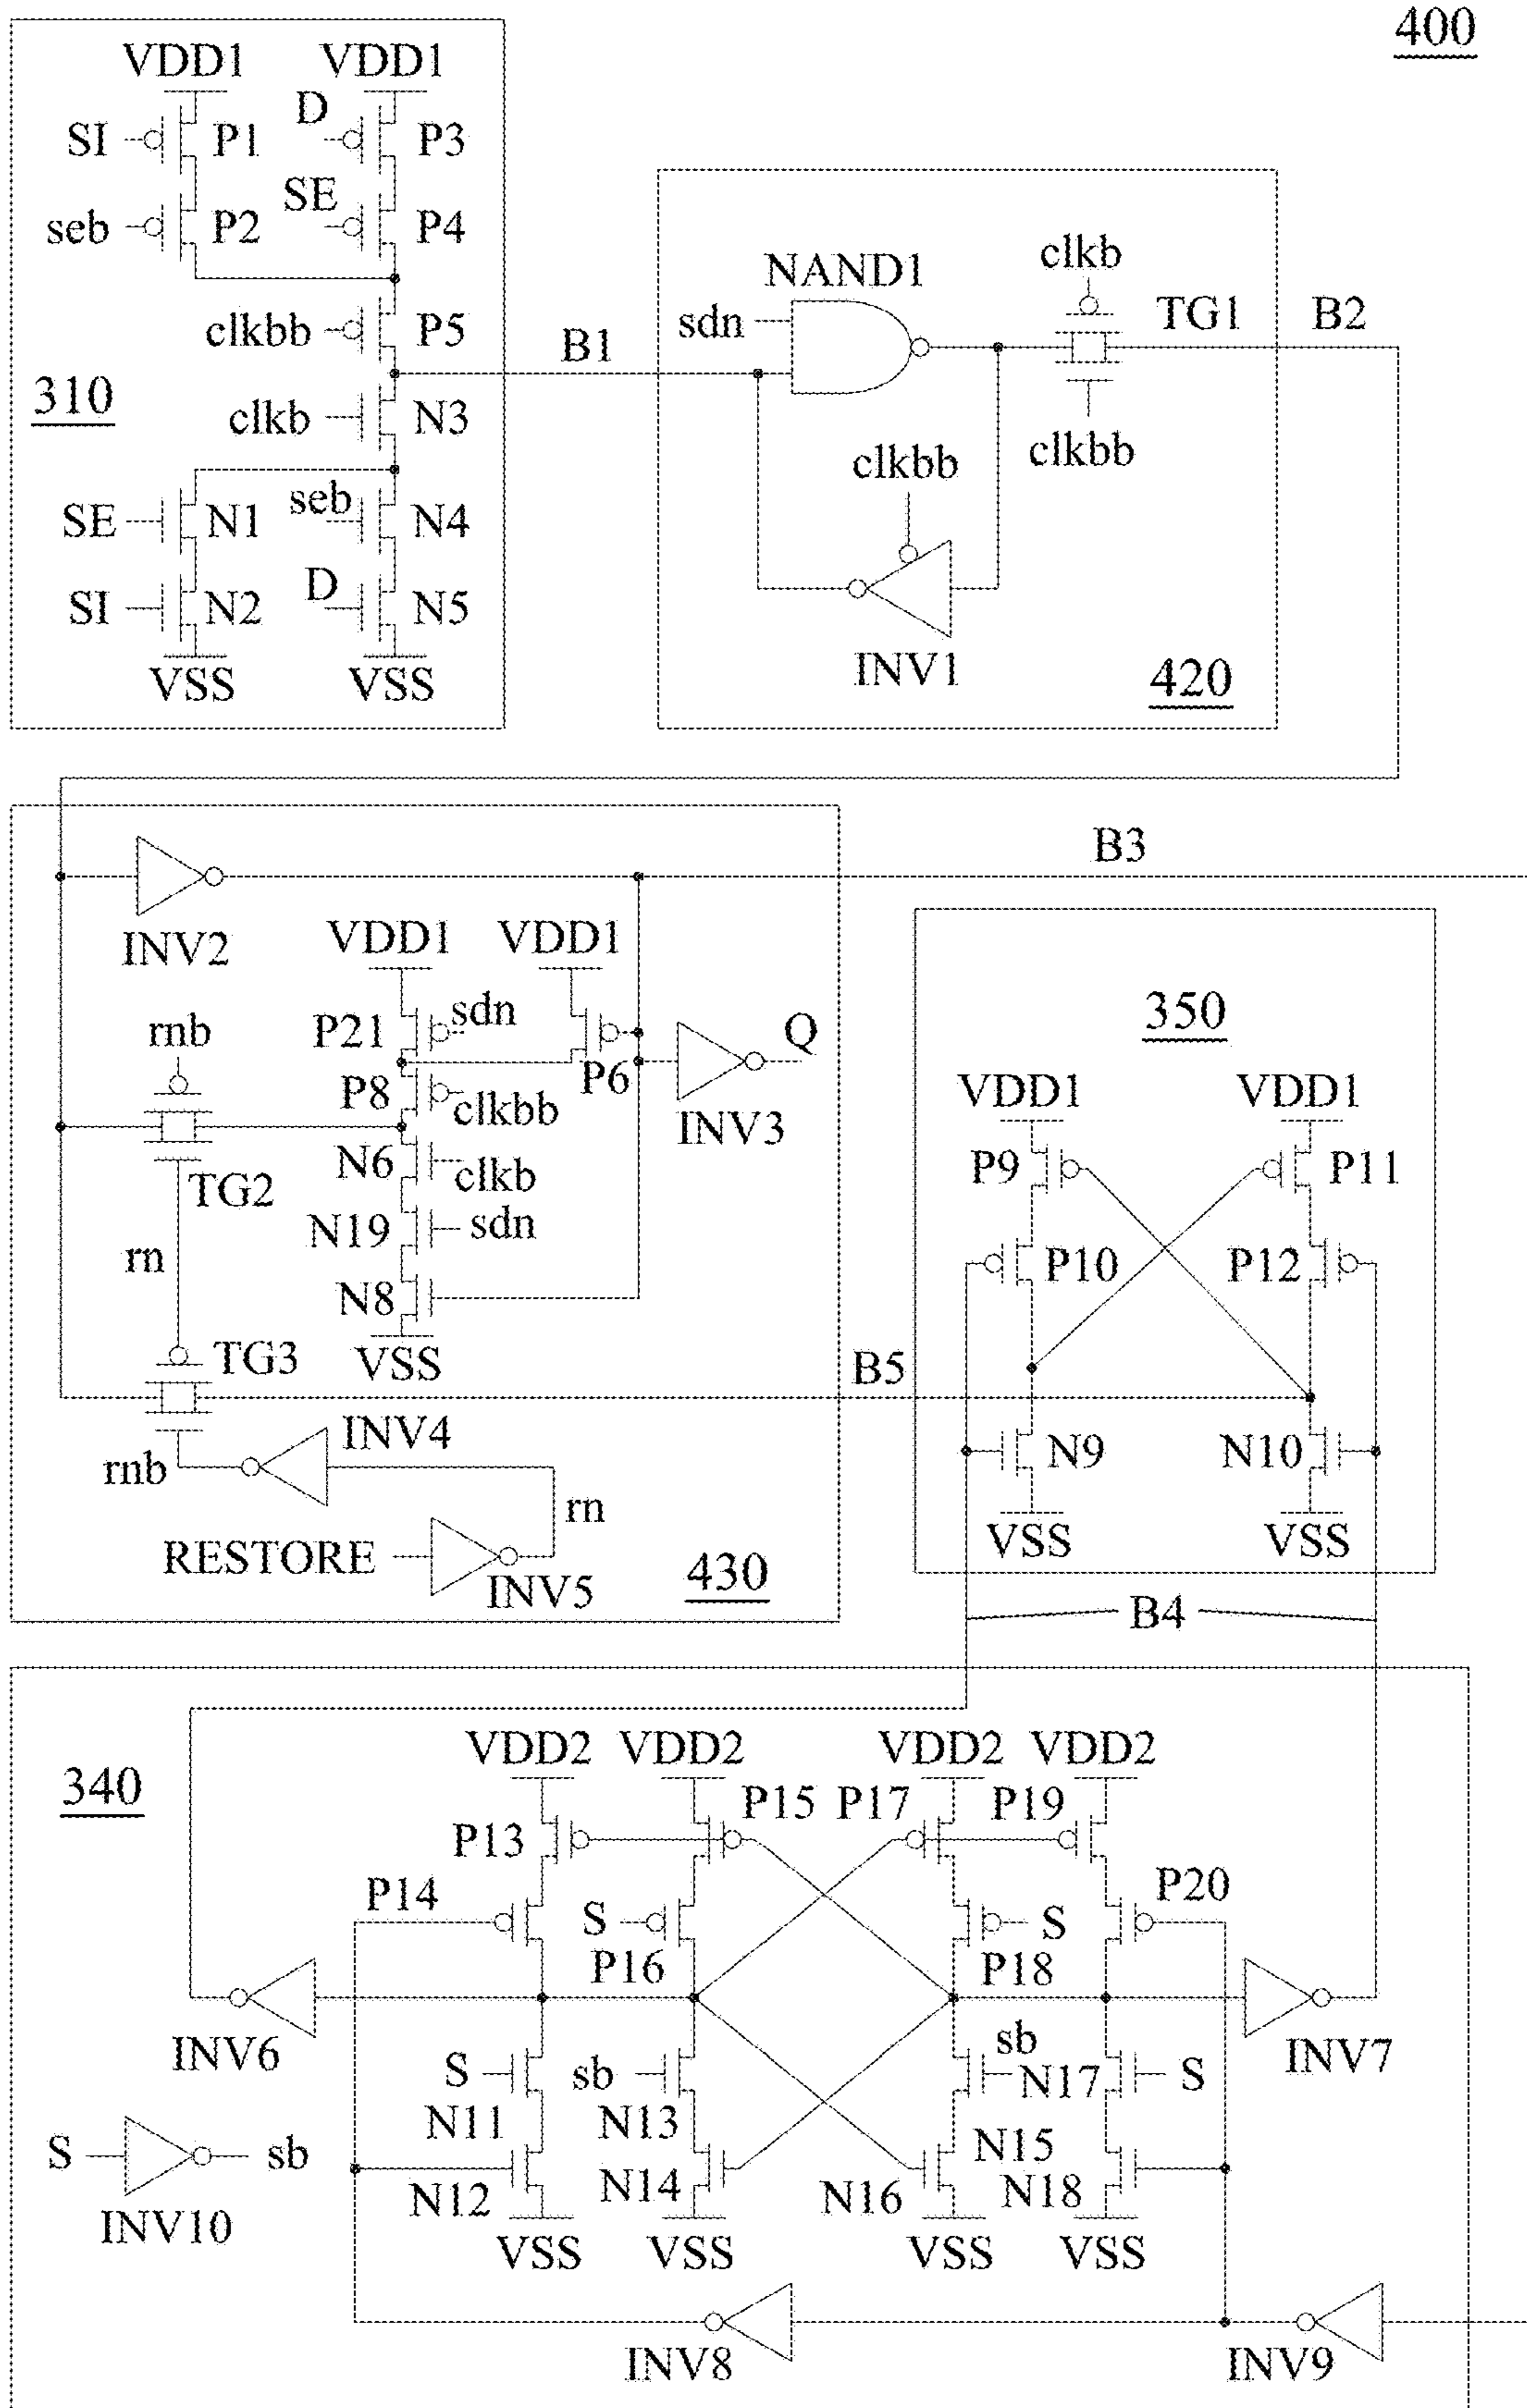 400
VDD1 VDD1
SI P1 D P3
seb P2 SE P4
clkbb P5
310
clkb N3
SE N1 seb N4
SI N2 D N5
VSS VSS
B1
NAND1
sdn
clkb
TG1
clkbb
clkbb
INV1
420
B2
B3
INV2
VDD1 VDD1
P21 sdn
P6
rnb
P8 clkbb
INV3
Q
TG2
N6 clkb
N19 sdn
rn
N8
VSS
TG3
B5
INV4
rnb
rn
RESTORE
INV5
430
350
VDD1 VDD1
P9 P11
P10 P12
N9 N10
VSS VSS
B4
340
VDD2 VDD2 VDD2 VDD2
P13 P15 P17 P19
P14 S P16 P18 S P20
INV6
INV7
S N11 sb N13 sb N17 S
N12 N14 N16 N15 N18
VSS VSS VSS VSS
S sb
INV10
INV8
INV9